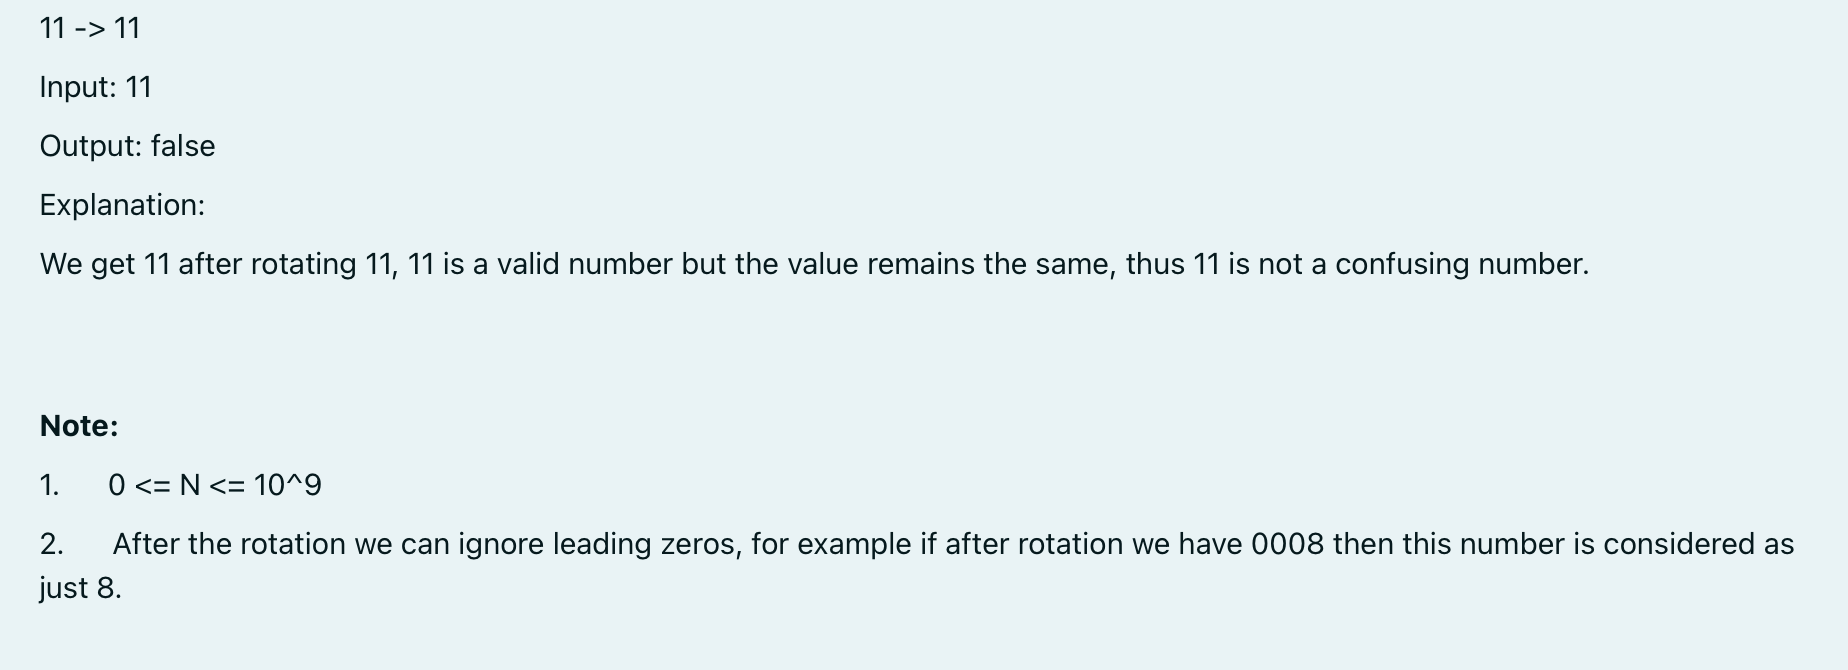 11 -> 11
Input: 11
Output: false
Explanation:
We get 11 after rotating 11, 11 is a valid number but the value remains the same, thus 11 is not a confusing number.
Note:
1. 0 <= N <= 10^9
2. After the rotation we can ignore leading zeros, for example if after rotation we have 0008 then this number is considered as
just 8.